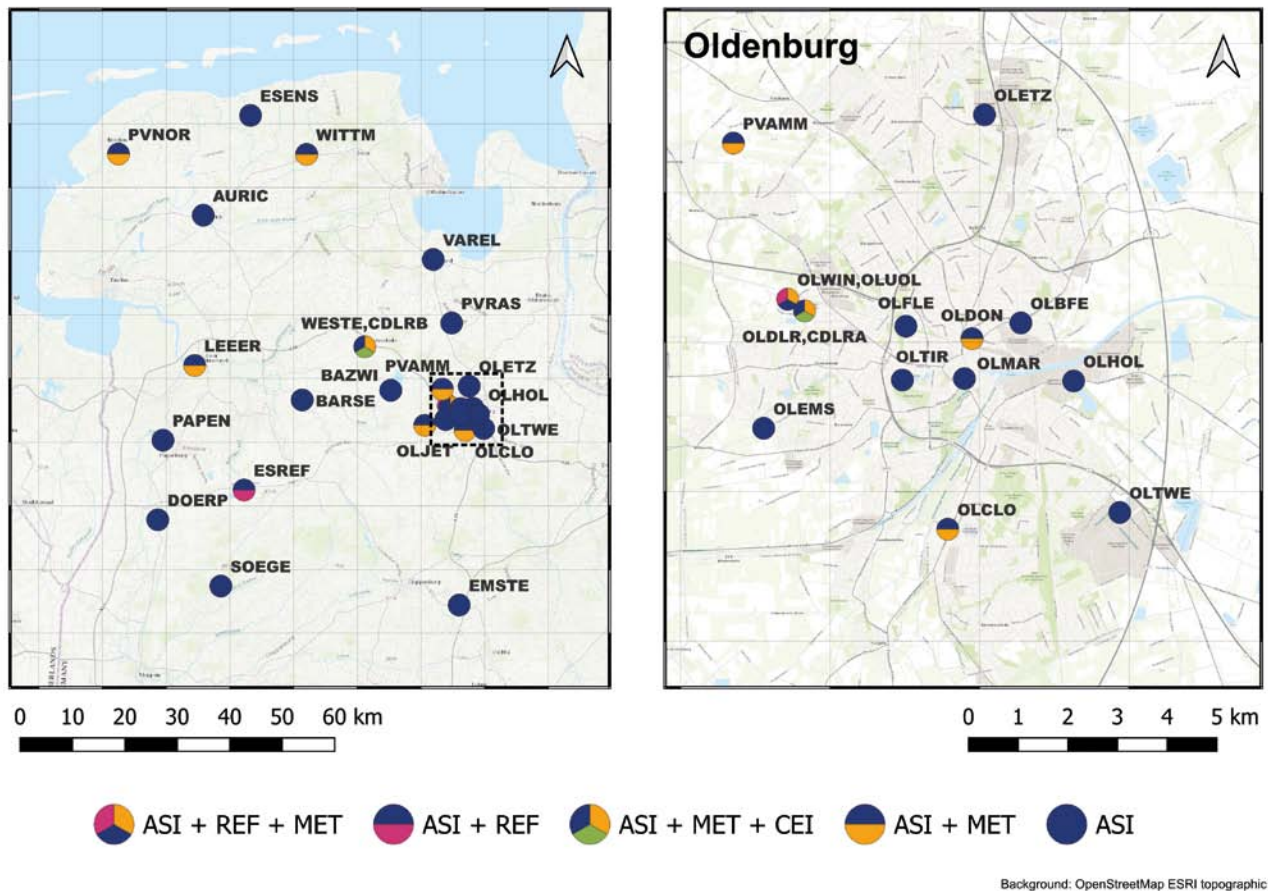 ESENS
PVNOR
WITTM
AURIC
VAREL
PVRAS
WESTE,CDLRB
LEEER
PVAMM
OLETZ
BAZWI
OLHOL
BARSE
PAPEN
OLTWE
OLJET
OLCLO
ESREF
DOERP
SOEGE
EMSTE
0 10 20 30 40 50 60 km
Oldenburg
OLETZ
PVAMM
OLWIN,OLUOL
OLFLE
OLDON
OLBFE
OLDLR,CDLRA
OLTIR
OLMAR
OLHOL
OLEMS
OLTWE
OLCLO
0 1 2 3 4 5 km
ASI + REF + MET
ASI + REF
ASI + MET + CEI
ASI + MET
ASI
Background: OpenStreetMap ESRI topographic